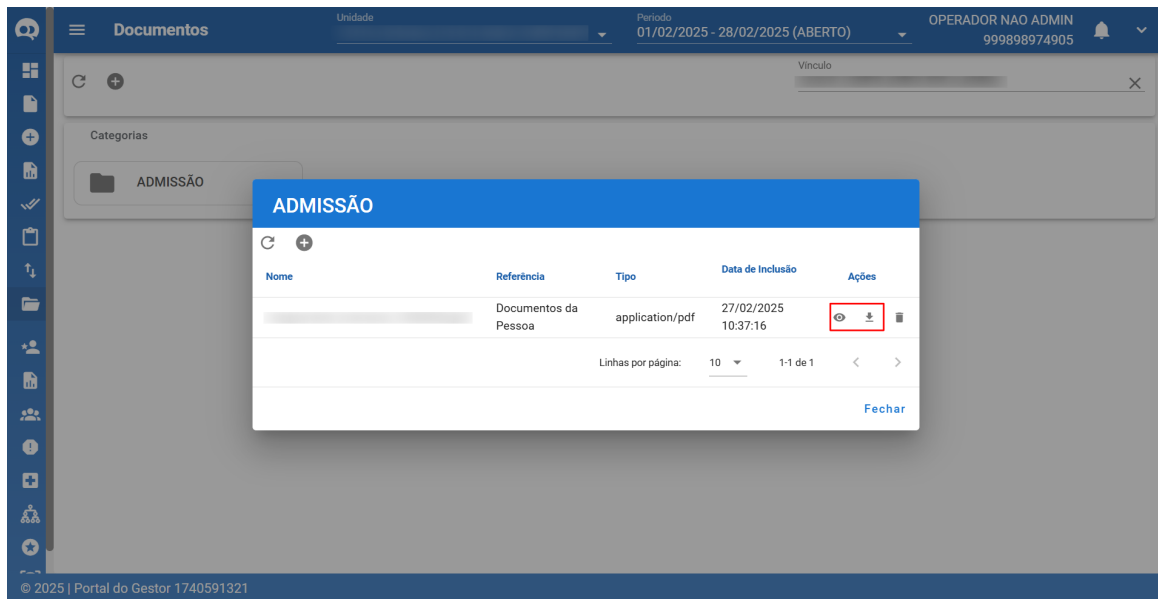 Documentos
Unidade
Período
01/02/2025 - 28/02/2025 (ABERTO)
OPERADOR NAO ADMIN
999898974905
Vínculo
Categorias
ADMISSÃO
ADMISSÃO
Nome
Referência
Tipo
Data de Inclusão
Ações
Documentos da
Pessoa
application/pdf
27/02/2025
10:37:16
Linhas por página:
10
1-1 de 1
Fechar
© 2025 | Portal do Gestor 1740591321